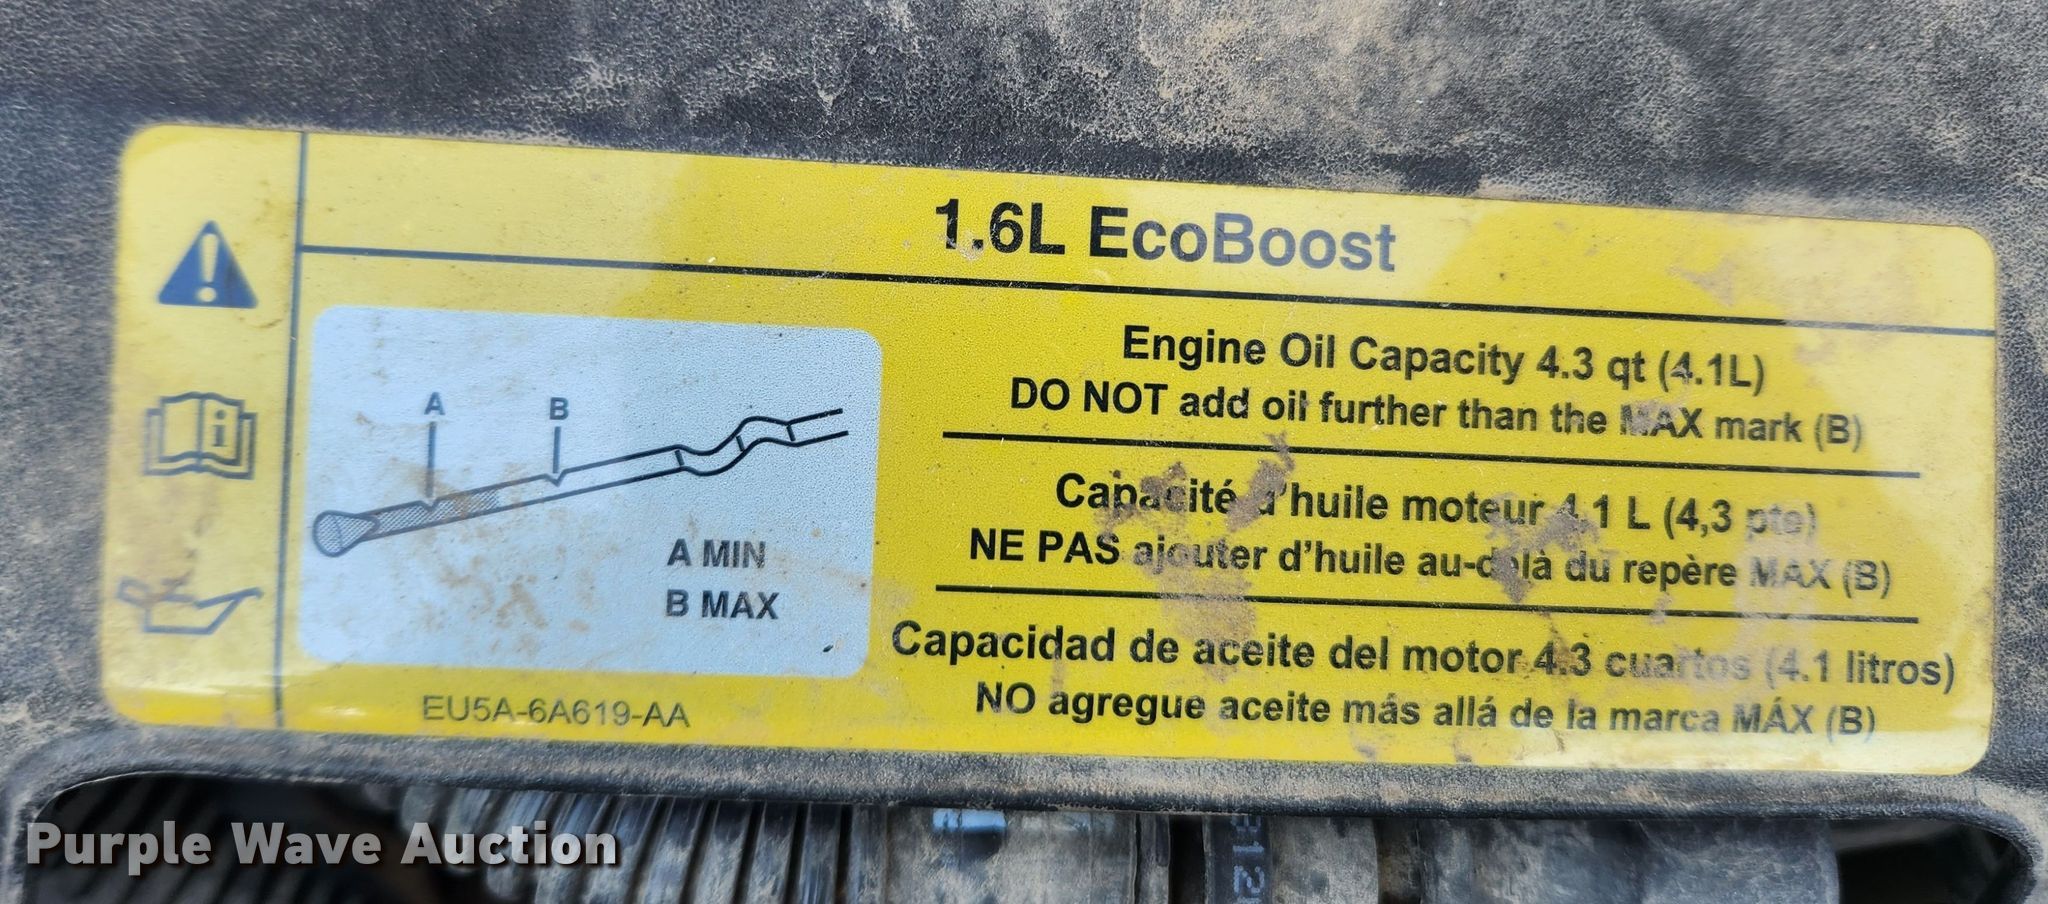 1.6L EcoBoost
Engine Oil Capacity 4.3 qt (4.1L)
DO NOT add oil further than the MAX mark (B)
A B
A MIN
B MAX
Capacité d'huile moteur 4.1 L (4,3 pte)
NE PAS ajouter d'huile au-delà du repère MAX (B)
Capacidad de aceite del motor 4.3 cuartos (4.1 litros)
NO agregue aceite más allá de la marca MÁX (B)
EU5A-6A619-AA
Purple Wave Auction